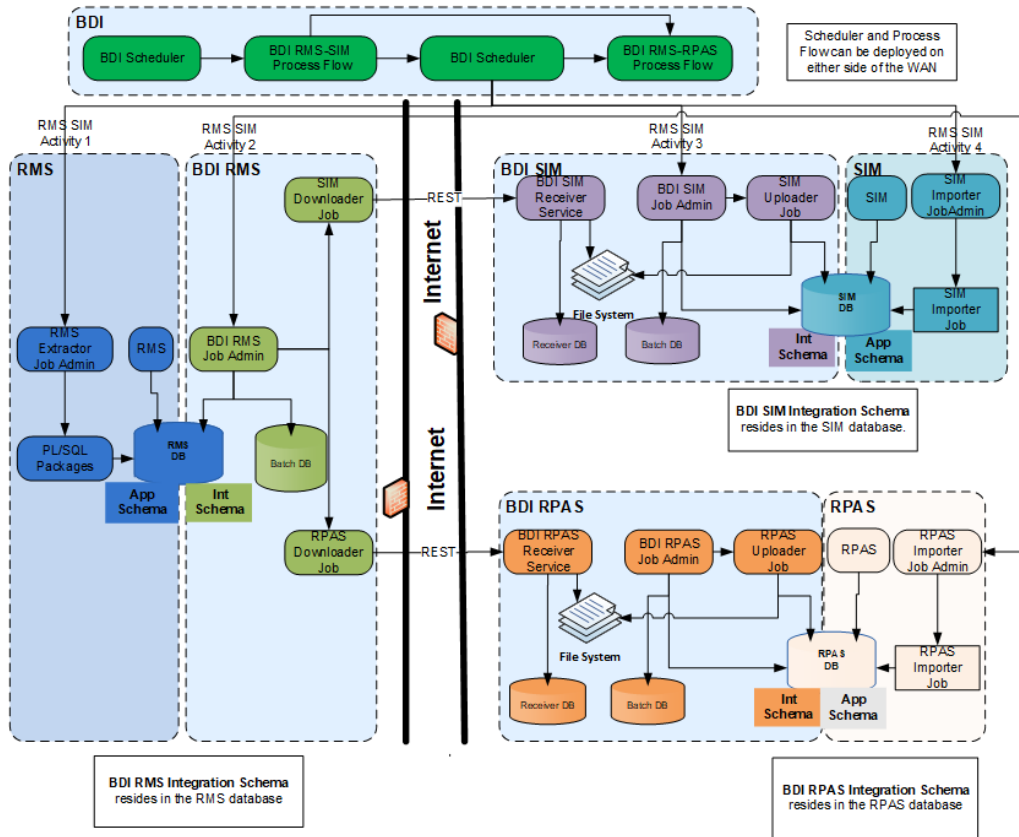 BDI
BDI Scheduler
BDI RMS-SIM
Process Flow
BDI Scheduler
BDI RMS-RPAS
Process Flow
Scheduler and Process
Flow can be deployed on
either side of the WAN
RMS SIM
Activity 1
RMS SIM
Activity 2
RMS SIM
Activity 3
RMS SIM
Activity 4
RMS
BDI RMS
SIM
Downloader
Job
REST
Internet
Internet
RMS
Extractor
Job Admin
RMS
BDI RMS
Job Admin
PL/SQL
Packages
RMS
DB
Batch DB
App
Schema
Int
Schema
RPAS
Downloader
Job
REST
BDI SIM
BDI SIM
Receiver
Service
BDI SIM
Job Admin
SIM
Uploader
Job
File System
Receiver DB
Batch DB
SIM
SIM
SIM
Importer
JobAdmin
SIM
DB
SIM
Importer
Job
Int
Schema
App
Schema
BDI SIM Integration Schema
resides in the SIM database.
BDI RPAS
BDI RPAS
Receiver
Service
BDI RPAS
Job Admin
RPAS
Uploader
Job
File System
Receiver DB
Batch DB
RPAS
RPAS
RPAS
Importer
Job Admin
RPAS
DB
RPAS
Importer
Job
Int
Schema
App
Schema
BDI RMS Integration Schema
resides in the RMS database
BDI RPAS Integration Schema
resides in the RPAS database